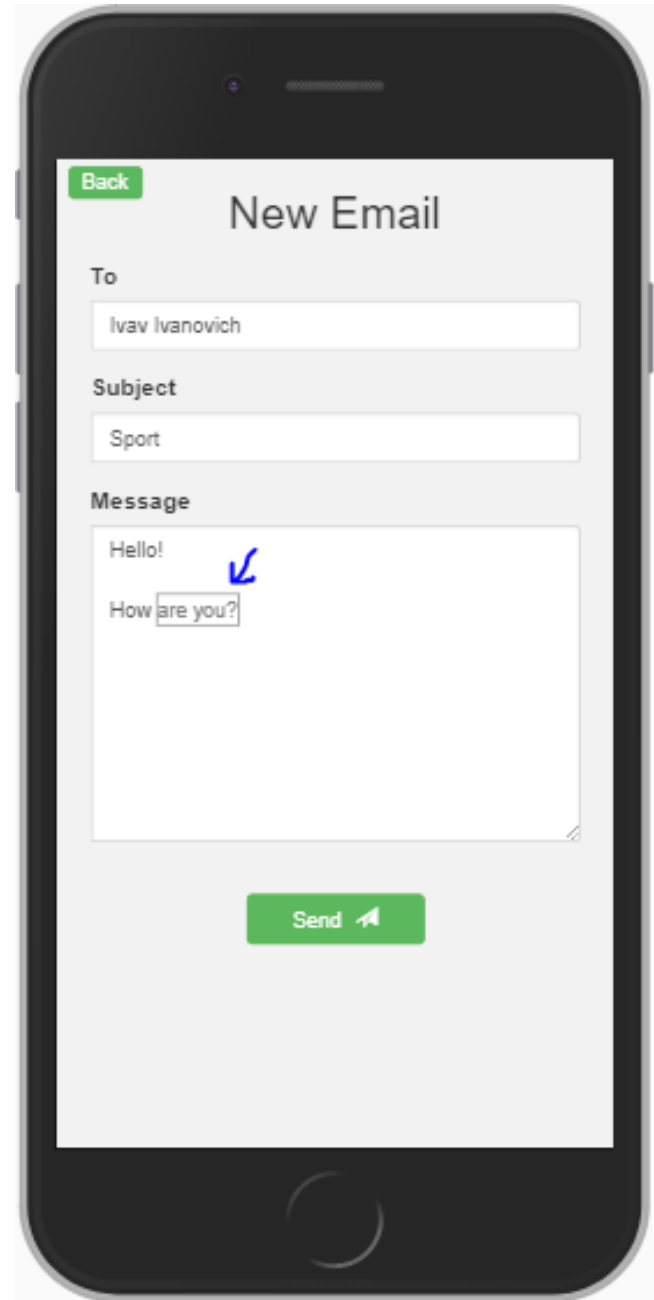 Back
New Email
To
Ivav Ivanovich
Subject
Sport
Message
Hello!
How are you?
Send